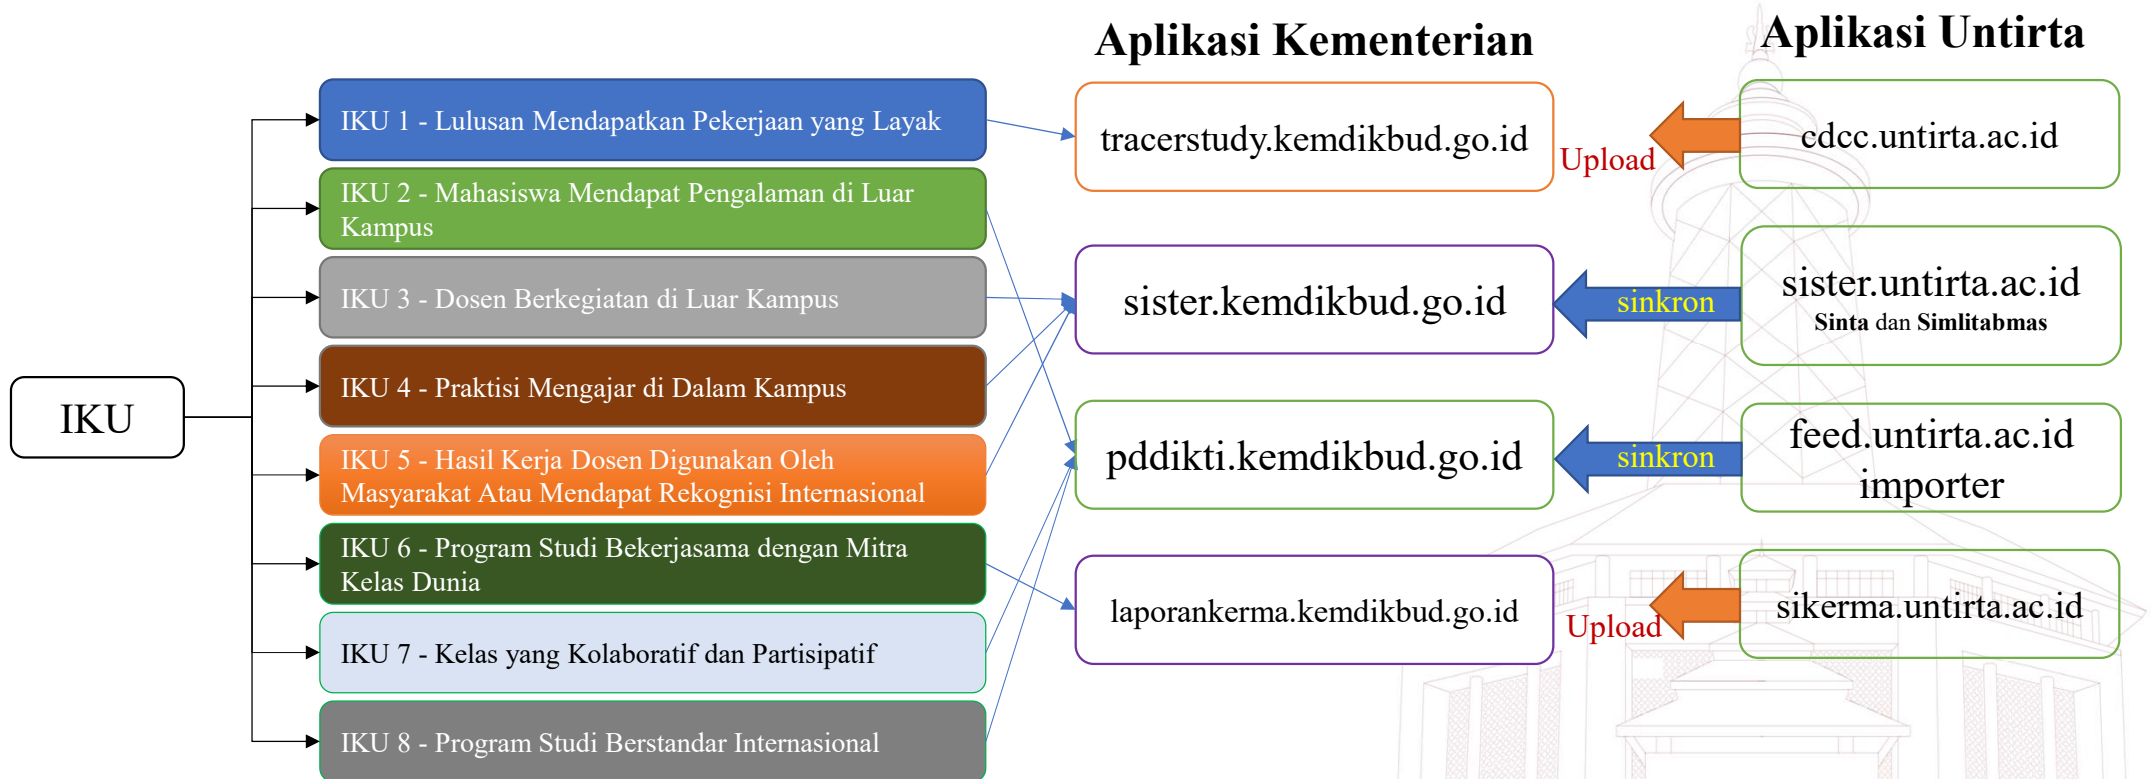 Aplikasi Kementerian
Aplikasi Untirta
IKU
IKU 1 - Lulusan Mendapatkan Pekerjaan yang Layak
IKU 2 - Mahasiswa Mendapat Pengalaman di Luar
Kampus
IKU 3 - Dosen Berkegiatan di Luar Kampus
IKU 4 - Praktisi Mengajar di Dalam Kampus
IKU 5 - Hasil Kerja Dosen Digunakan Oleh
Masyarakat Atau Mendapat Rekognisi Internasional
IKU 6 - Program Studi Bekerjasama dengan Mitra
Kelas Dunia
IKU 7 - Kelas yang Kolaboratif dan Partisipatif
IKU 8 - Program Studi Berstandar Internasional
tracerstudy.kemdikbud.go.id
Upload
cdcc.untirta.ac.id
sister.kemdikbud.go.id
sinkron
sister.untirta.ac.id
Sinta dan Simlitabmas
pddikti.kemdikbud.go.id
sinkron
feed.untirta.ac.id
importer
laporankerma.kemdikbud.go.id
Upload
sikerma.untirta.ac.id